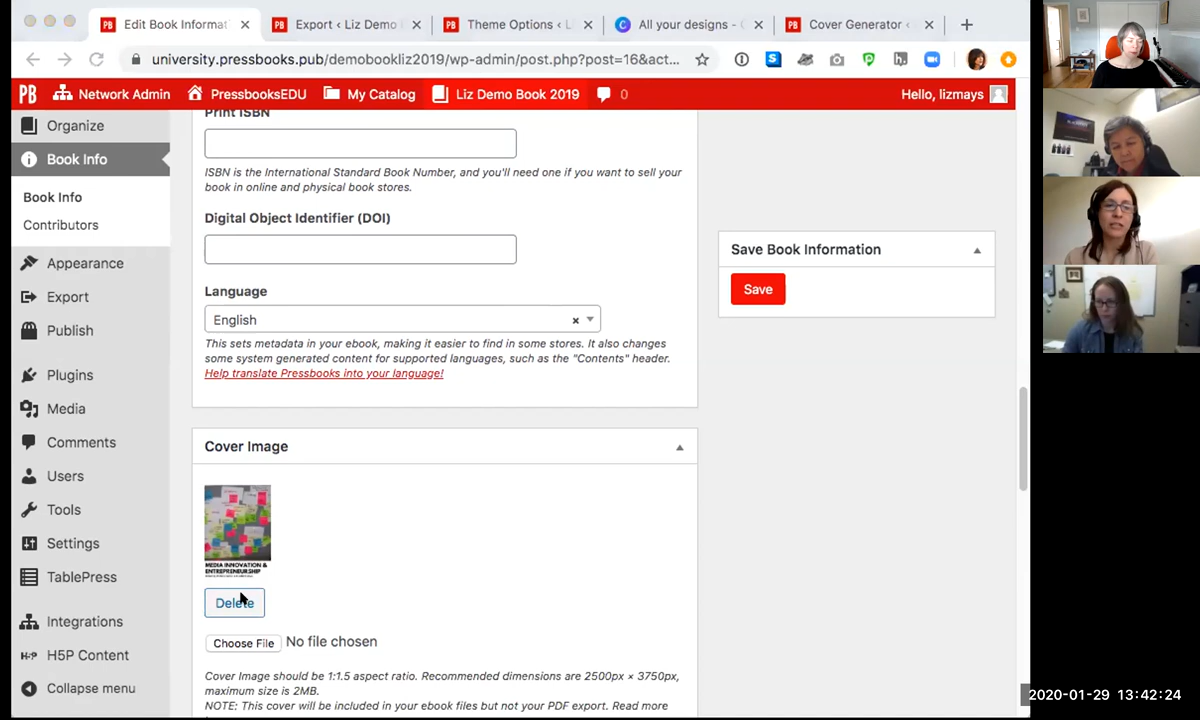 Edit Book Informat
Export ‹ Liz Demo
Theme Options ‹ L
All your designs -
Cover Generator ‹
university.pressbooks.pub/demobookliz2019/wp-admin/post.php?post=16&act...
PB
Network Admin
PressbooksEDU
My Catalog
Liz Demo Book 2019
0
Hello, lizmays
Organize
Book Info
Book Info
Contributors
Appearance
Export
Publish
Plugins
Media
Comments
Users
Tools
Settings
TablePress
Integrations
H5P Content
Collapse menu
Print ISBN
ISBN is the International Standard Book Number, and you'll need one if you want to sell your
book in online and physical book stores.
Digital Object Identifier (DOI)
Language
English
This sets metadata in your ebook, making it easier to find in some stores. It also changes
some system generated content for supported languages, such as the "Contents" header.
Help translate Pressbooks into your language!
Cover Image
MEDIA INNOVATION &
ENTREPRENEURSHIP
Delete
Choose File No file chosen
Cover Image should be 1:1.5 aspect ratio. Recommended dimensions are 2500px × 3750px,
maximum size is 2MB.
NOTE: This cover will be included in your ebook files but not your PDF export. Read more
Save Book Information
Save
2020-01-29 13:42:24